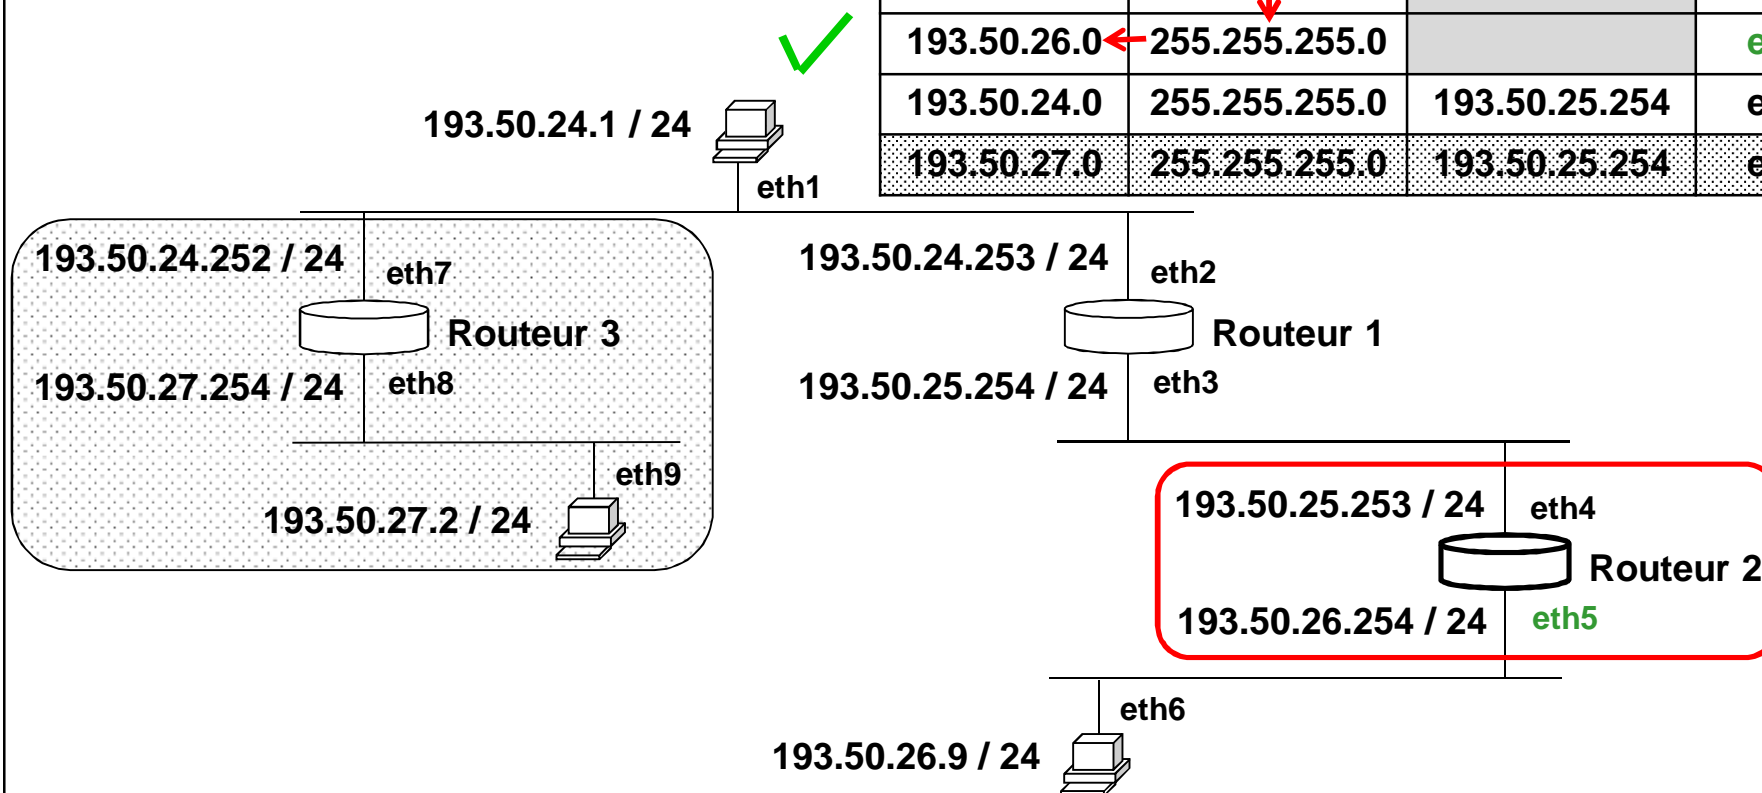 193.50.26.0 255.255.255.0
193.50.24.0 255.255.255.0 193.50.25.254
193.50.27.0 255.255.255.0 193.50.25.254
193.50.24.1 / 24
eth1
193.50.24.252 / 24
eth7
Routeur 3
193.50.27.254 / 24
eth8
eth9
193.50.27.2 / 24
193.50.24.253 / 24
eth2
Routeur 1
193.50.25.254 / 24
eth3
193.50.25.253 / 24
eth4
Routeur 2
193.50.26.254 / 24
eth5
eth6
193.50.26.9 / 24